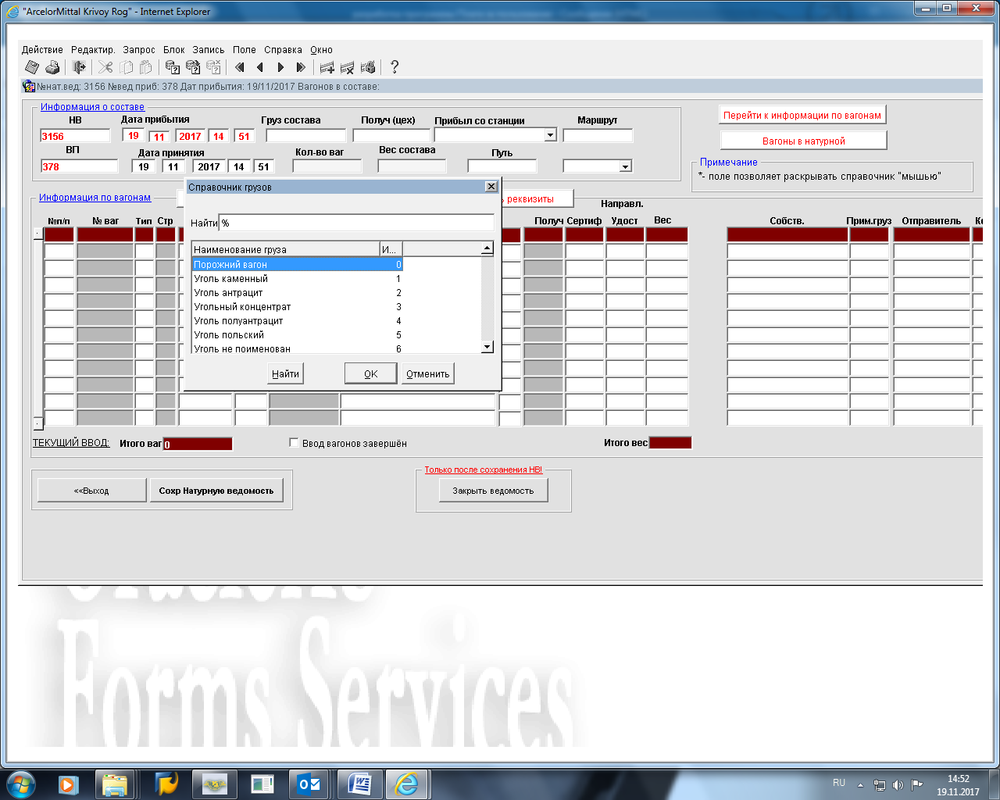 "ArcelorMittal Krivoy Rog" - Internet Explorer
Действие Редактир. Запрос Блок Запись Поле Справка Окно
№нат.вед: 3156 №вед приб: 378 Дат прибытия: 19/11/2017 Вагонов в составе:
Информация о составе
НВ Дата прибытия Груз состава Получ (цех) Прибыл со станции Маршрут
3156 19 11 2017 14 51
ВП Дата принятия Кол-во ваг Вес состава Путь
378 19 11 2017 14 51
Перейти к информации по вагонам
Вагоны в натурной
Примечание
*- поле позволяет раскрывать справочник "мышью"
Информация по вагонам
реквизиты
Направл.
№п/п № ваг Тип Стр Получ Сертиф Удост Вес Собств. Прим.груз Отправитель
Справочник грузов
Найти %
Наименование груза И...
Порожний вагон 0
Уголь каменный 1
Уголь антрацит 2
Угольный концентрат 3
Уголь полуантрацит 4
Уголь польский 5
Уголь не поименован 6
Найти OK Отменить
ТЕКУЩИЙ ВВОД: Итого ваг 0 Ввод вагонов завершён Итого вес
<<Выход Сохр Натурную ведомость
Только после сохранения НВ!
Закрыть ведомость
Forms Services
RU 14:52
19.11.2017